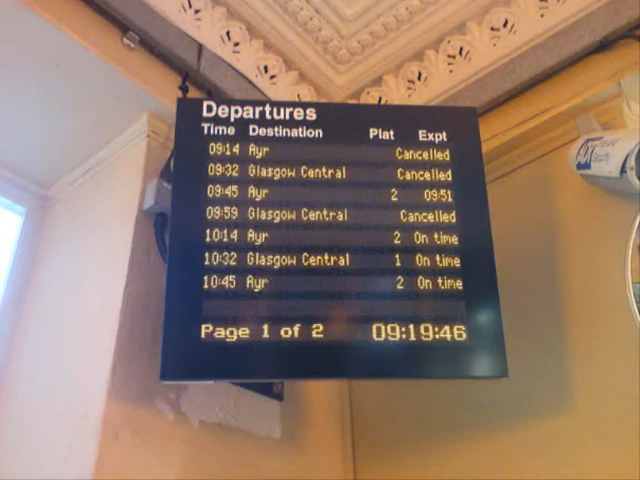 Departures
Time Destination Plat Expt
09:14 Ayr Cancelled
09:32 Glasgow Central Cancelled
09:45 Ayr 2 09:51
09:59 Glasgow Central Cancelled
10:14 Ayr 2 On time
10:32 Glasgow Central 1 On time
10:45 Ayr 2 On time
Page 1 of 2 09:19:46
ADT
Security